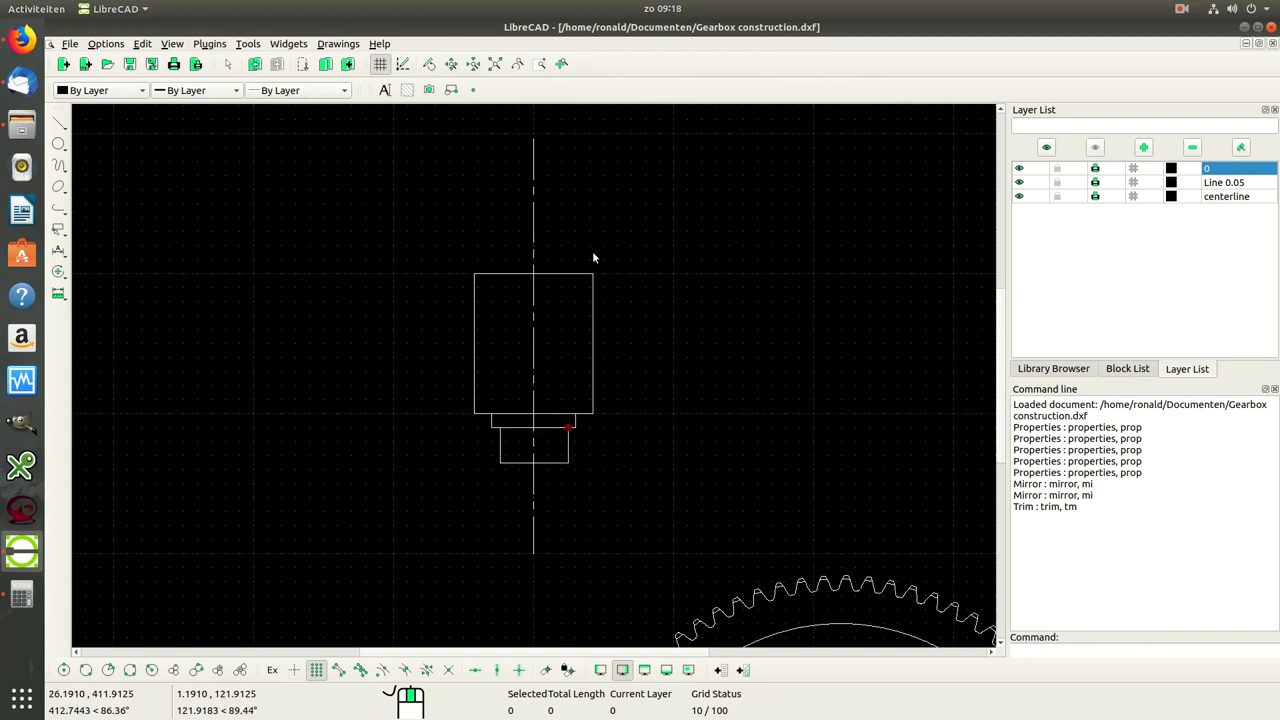 Activiteiten
LibreCAD
zo 09:18
LibreCAD - [/home/ronald/Documenten/Gearbox construction.dxf]
File Options Edit View Plugins Tools Widgets Drawings Help
By Layer
By Layer
By Layer
Layer List
0
Line 0.05
centerline
Library Browser Block List Layer List
Command line
Loaded document: /home/ronald/Documenten/Gearbox
construction.dxf
Properties : properties, prop
Properties : properties, prop
Properties : properties, prop
Properties : properties, prop
Properties : properties, prop
Mirror : mirror, mi
Mirror : mirror, mi
Trim : trim, tm
Command:
Ex
26.1910 , 411.9125
412.7443 < 86.36°
1.1910 , 121.9125
121.9183 < 89.44°
Selected Total Length Current Layer Grid Status
0 0 0 10 / 100